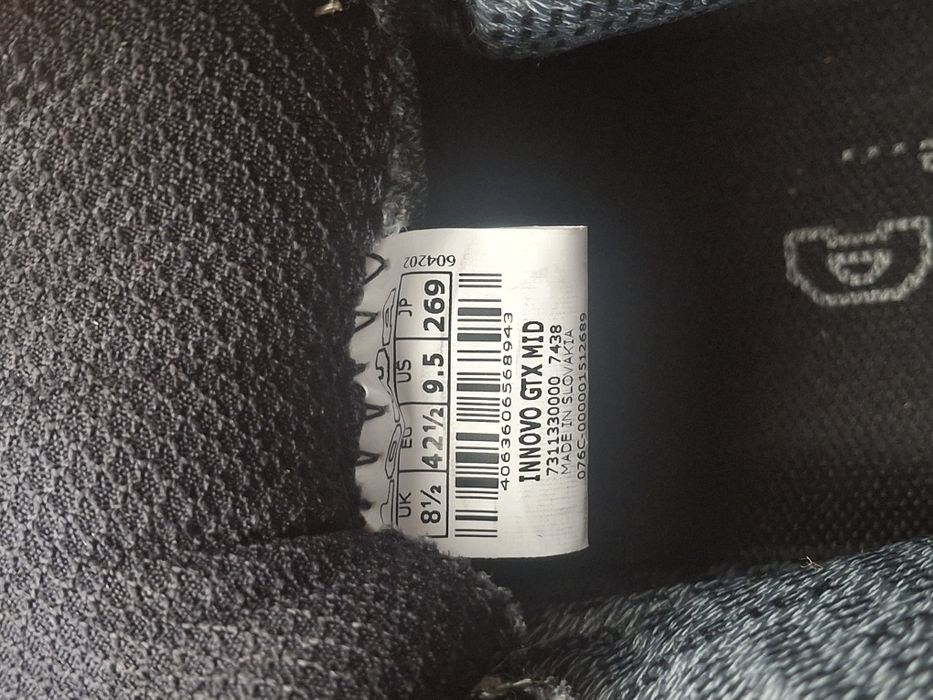 604202
UK EU US JP
8½ 42½ 9.5 269
4063606568943
INNOVO GTX MID
7311330000 7438
MADE IN SLOVAKIA
076C-000001512689